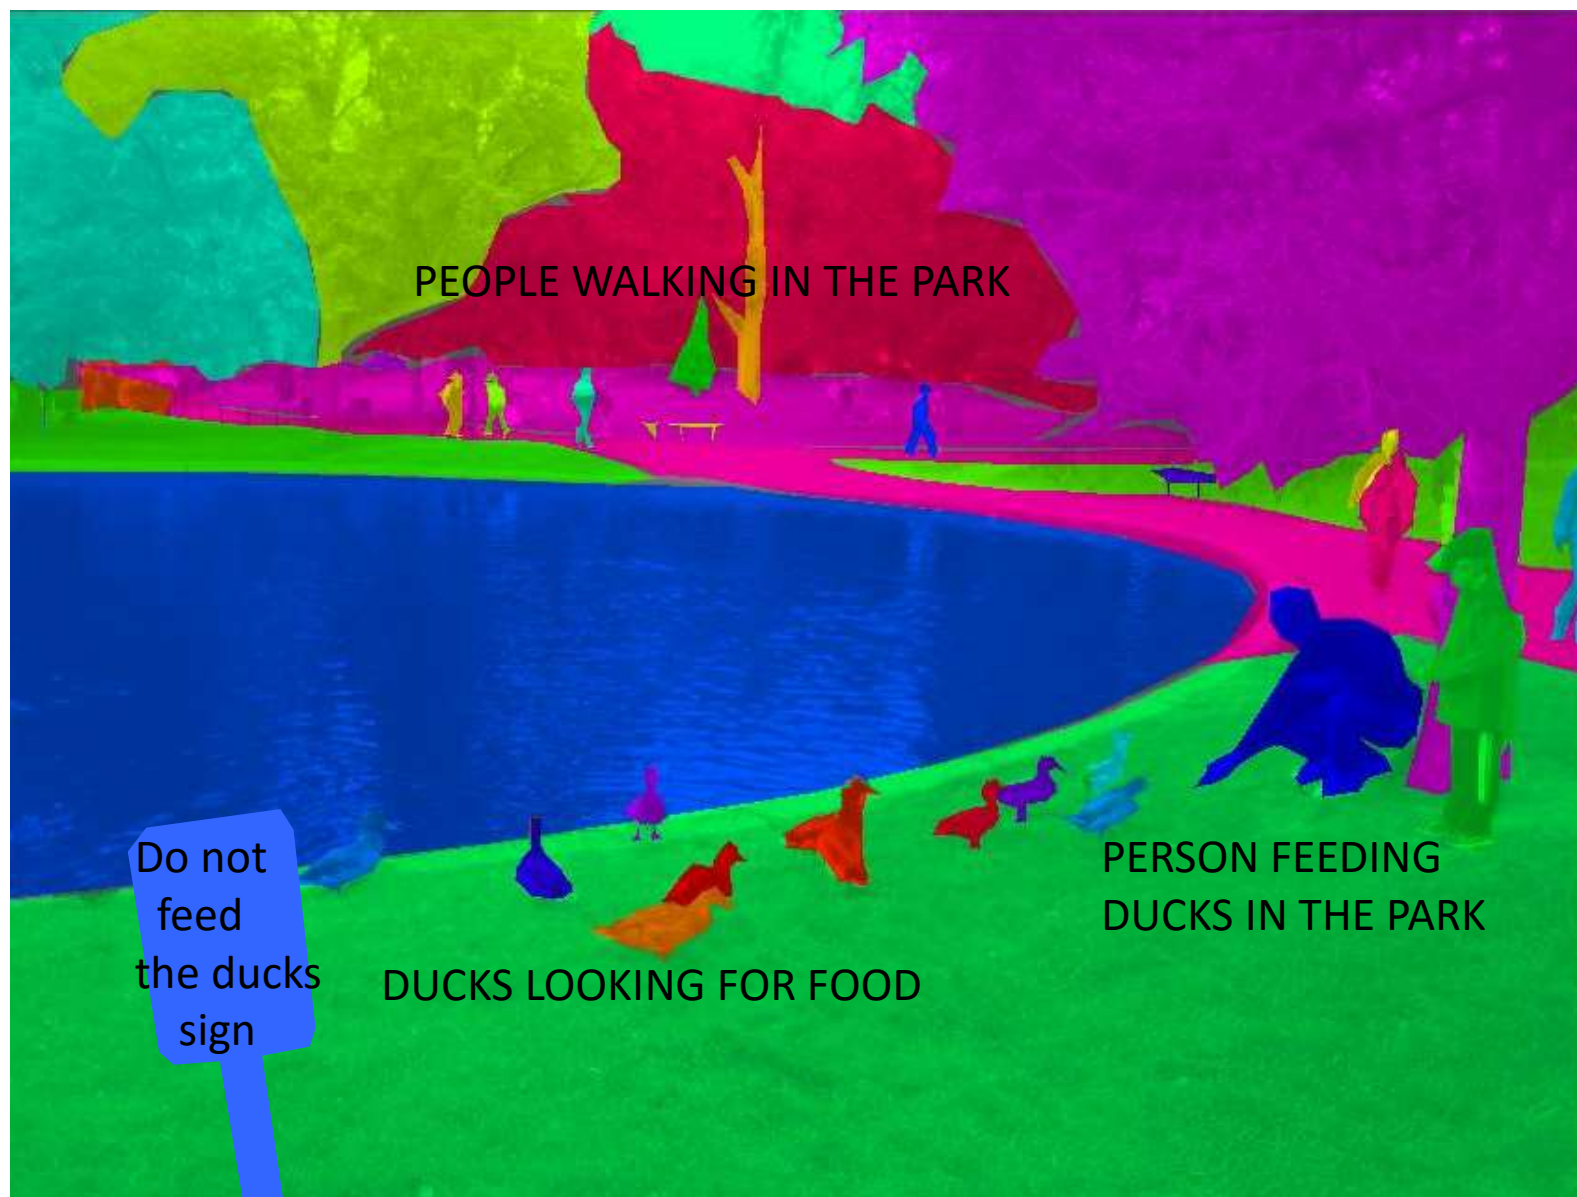 PEOPLE WALKING IN THE PARK
Do not
feed
the ducks
sign
PERSON FEEDING
DUCKS IN THE PARK
DUCKS LOOKING FOR FOOD